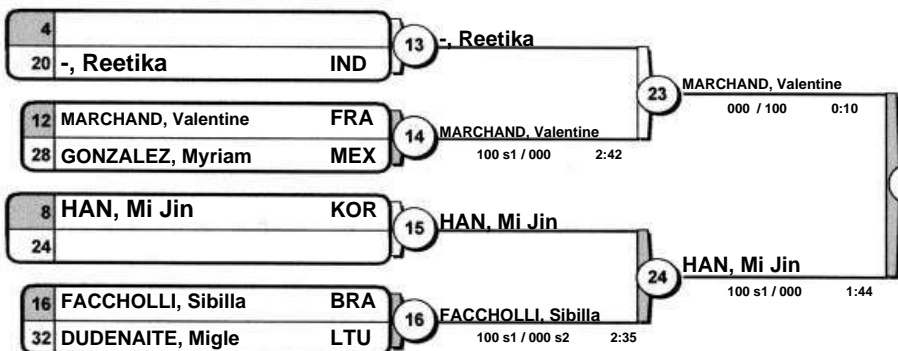 4
20 -, Reetika IND
13 -, Reetika
12 MARCHAND, Valentine FRA
28 GONZALEZ, Myriam MEX
14 MARCHAND, Valentine
100 s1 / 000 2:42
23 MARCHAND, Valentine
000 / 100 0:10
8 HAN, Mi Jin KOR
24
15 HAN, Mi Jin
16 FACCHOLLI, Sibilla BRA
32 DUDENAITE, Migle LTU
16 FACCHOLLI, Sibilla
100 s1 / 000 s2 2:35
24 HAN, Mi Jin
100 s1 / 000 1:44